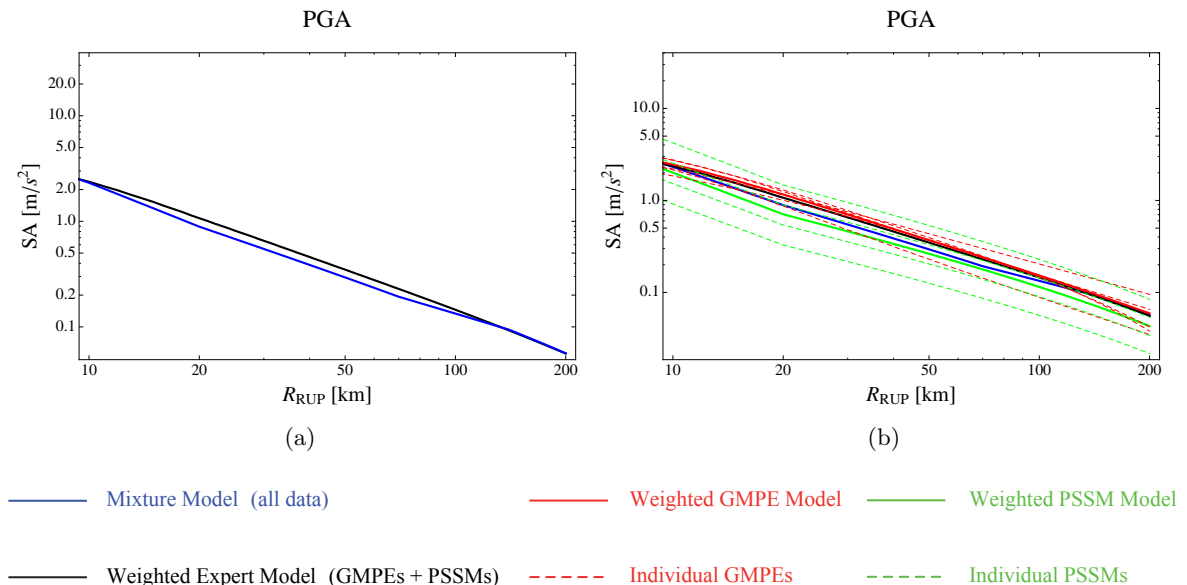 PGA
SA [m/s²]
20.0
10.0
5.0
2.0
1.0
0.5
0.2
0.1
10 20 50 100 200
R_RUP [km]
(a)
PGA
SA [m/s²]
10.0
5.0
1.0
0.5
0.1
10 20 50 100 200
R_RUP [km]
(b)
Mixture Model (all data)
Weighted GMPE Model
Weighted PSSM Model
Weighted Expert Model (GMPEs + PSSMs)
Individual GMPEs
Individual PSSMs